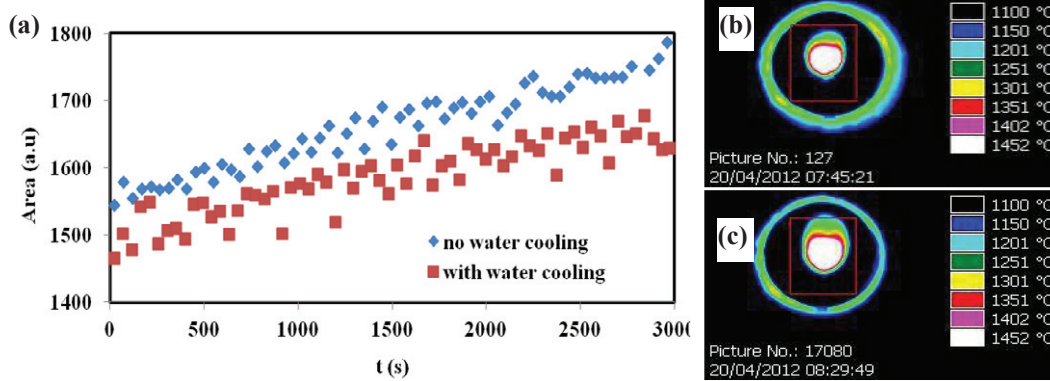 (a)
1800
1700
1600
1500
1400
Area (a.u)
0
500
1000
1500
2000
2500
3000
t (s)
no water cooling
with water cooling
(b)
1100 °C
1150 °C
1201 °C
1251 °C
1301 °C
1351 °C
1402 °C
1452 °C
Picture No.: 127
20/04/2012 07:45:21
(c)
1100 °C
1150 °C
1201 °C
1251 °C
1301 °C
1351 °C
1402 °C
1452 °C
Picture No.: 17080
20/04/2012 08:29:49